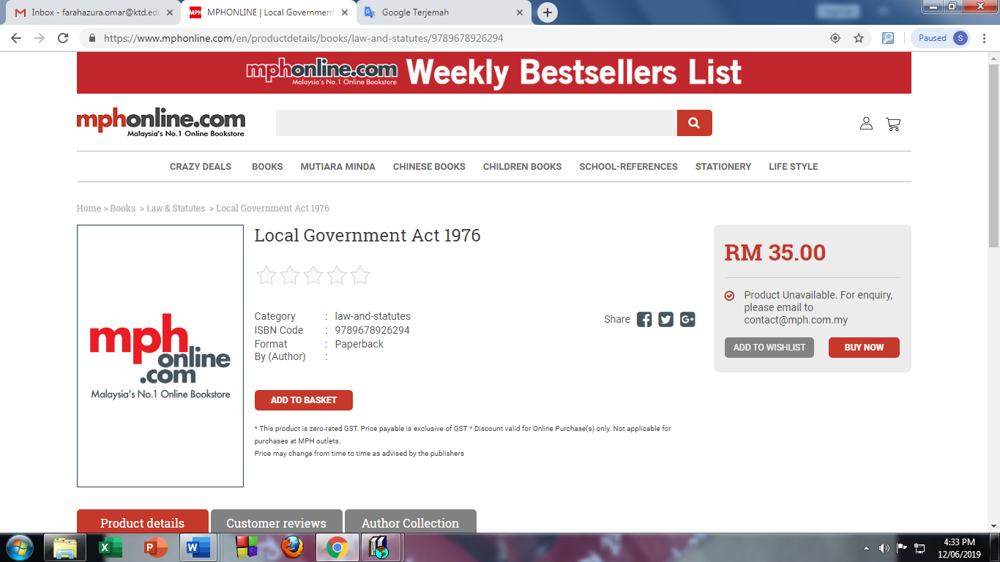 Inbox - farahazura.omar@ktd.edu
MPH MPHONLINE | Local Government
Google Terjemah
https://www.mphonline.com/en/productdetails/books/law-and-statutes/9789678926294
Paused S
mphonline.com Weekly Bestsellers List
Malaysia's No.1 Online Bookstore
mphonline.com
Malaysia's No.1 Online Bookstore
CRAZY DEALS BOOKS MUTIARA MINDA CHINESE BOOKS CHILDREN BOOKS SCHOOL-REFERENCES STATIONERY LIFE STYLE
Home > Books > Law & Statutes > Local Government Act 1976
mph
online
.com
Malaysia's No.1 Online Bookstore
Local Government Act 1976
Category : law-and-statutes
ISBN Code : 9789678926294
Format : Paperback
By (Author) :
Share
ADD TO BASKET
* This product is zero-rated GST. Price payable is exclusive of GST * Discount valid for Online Purchase(s) only. Not applicable for
purchases at MPH outlets.
Price may change from time to time as advised by the publishers
RM 35.00
Product Unavailable. For enquiry,
please email to
contact@mph.com.my
ADD TO WISHLIST BUY NOW
Product details Customer reviews Author Collection
4:33 PM
12/06/2019